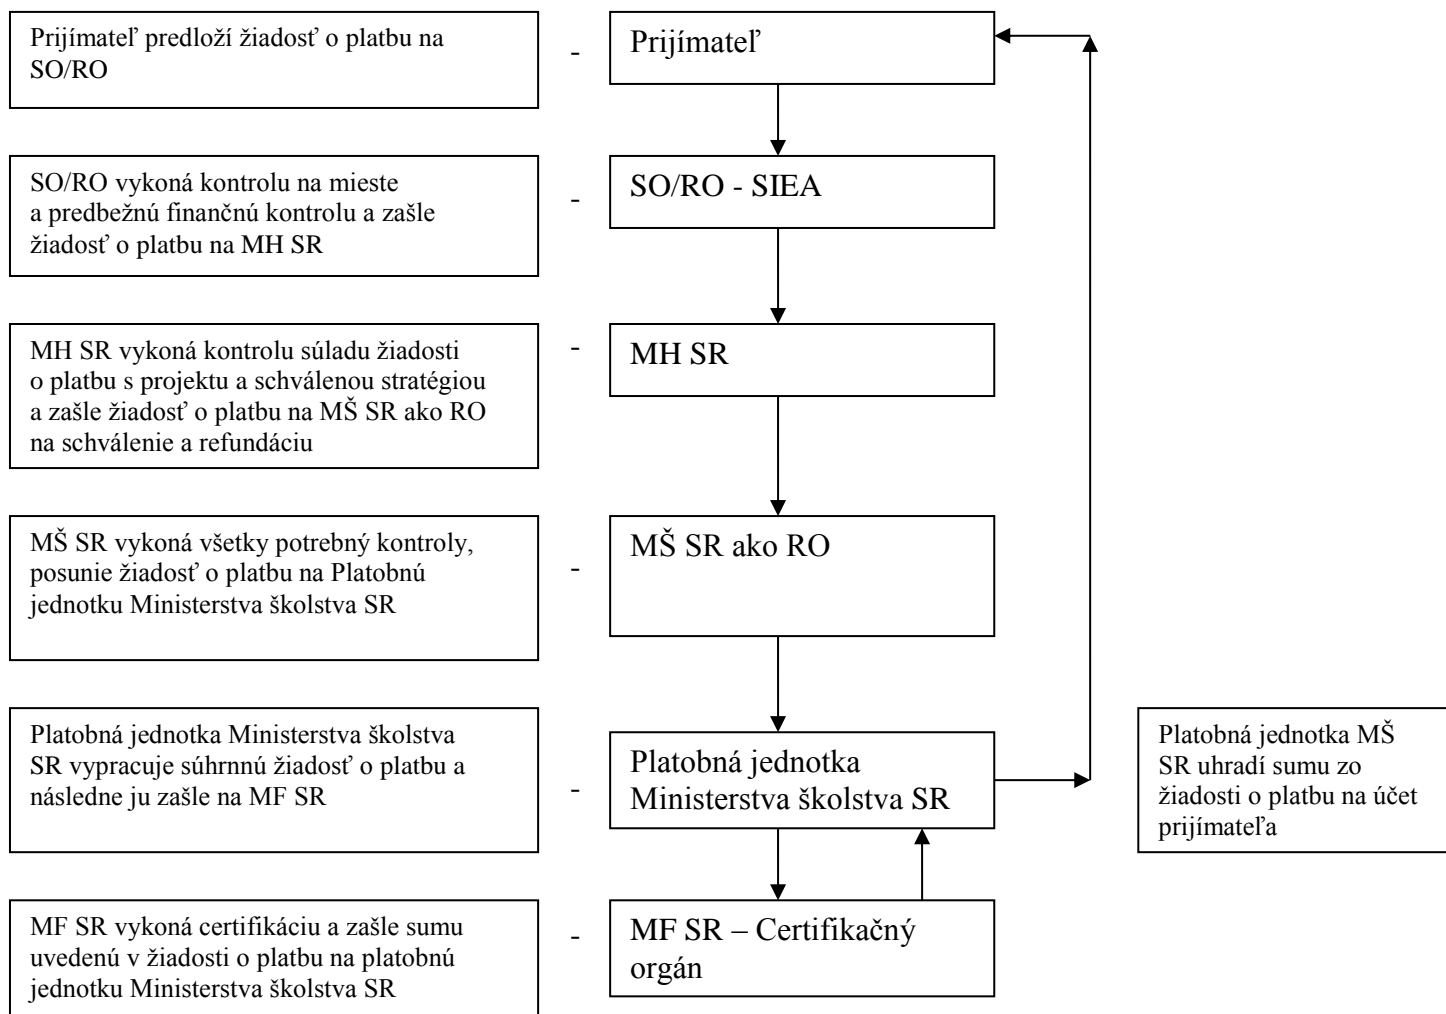 Prijímateľ predloží žiadosť o platbu na
SO/RO
-
Prijímateľ
SO/RO vykoná kontrolu na mieste
a predbežnú finančnú kontrolu a zašle
žiadosť o platbu na MH SR
-
SO/RO - SIEA
MH SR vykoná kontrolu súladu žiadosti
o platbu s projektu a schválenou stratégiou
a zašle žiadosť o platbu na MŠ SR ako RO
na schválenie a refundáciu
-
MH SR
MŠ SR vykoná všetky potrebný kontroly,
posunie žiadosť o platbu na Platobnú
jednotku Ministerstva školstva SR
-
MŠ SR ako RO
Platobná jednotka Ministerstva školstva
SR vypracuje súhrnnú žiadosť o platbu a
následne ju zašle na MF SR
-
Platobná jednotka
Ministerstva školstva SR
Platobná jednotka MŠ
SR uhradí sumu zo
žiadosti o platbu na účet
prijímateľa
MF SR vykoná certifikáciu a zašle sumu
uvedenú v žiadosti o platbu na platobnú
jednotku Ministerstva školstva SR
-
MF SR – Certifikačný
orgán